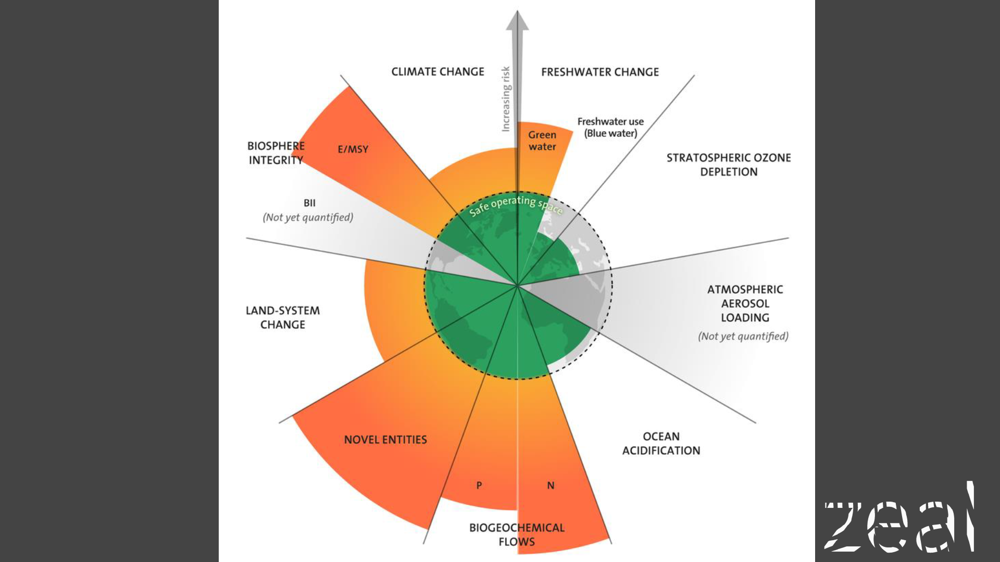 CLIMATE CHANGE
FRESHWATER CHANGE
Increasing risk
Freshwater use
(Blue water)
Green
water
BIOSPHERE
INTEGRITY
E/MSY
STRATOSPHERIC OZONE
DEPLETION
BII
(Not yet quantified)
Safe operating space
ATMOSPHERIC
AEROSOL
LOADING
(Not yet quantified)
LAND-SYSTEM
CHANGE
NOVEL ENTITIES
OCEAN
ACIDIFICATION
P
N
BIOGEOCHEMICAL
FLOWS
zeal